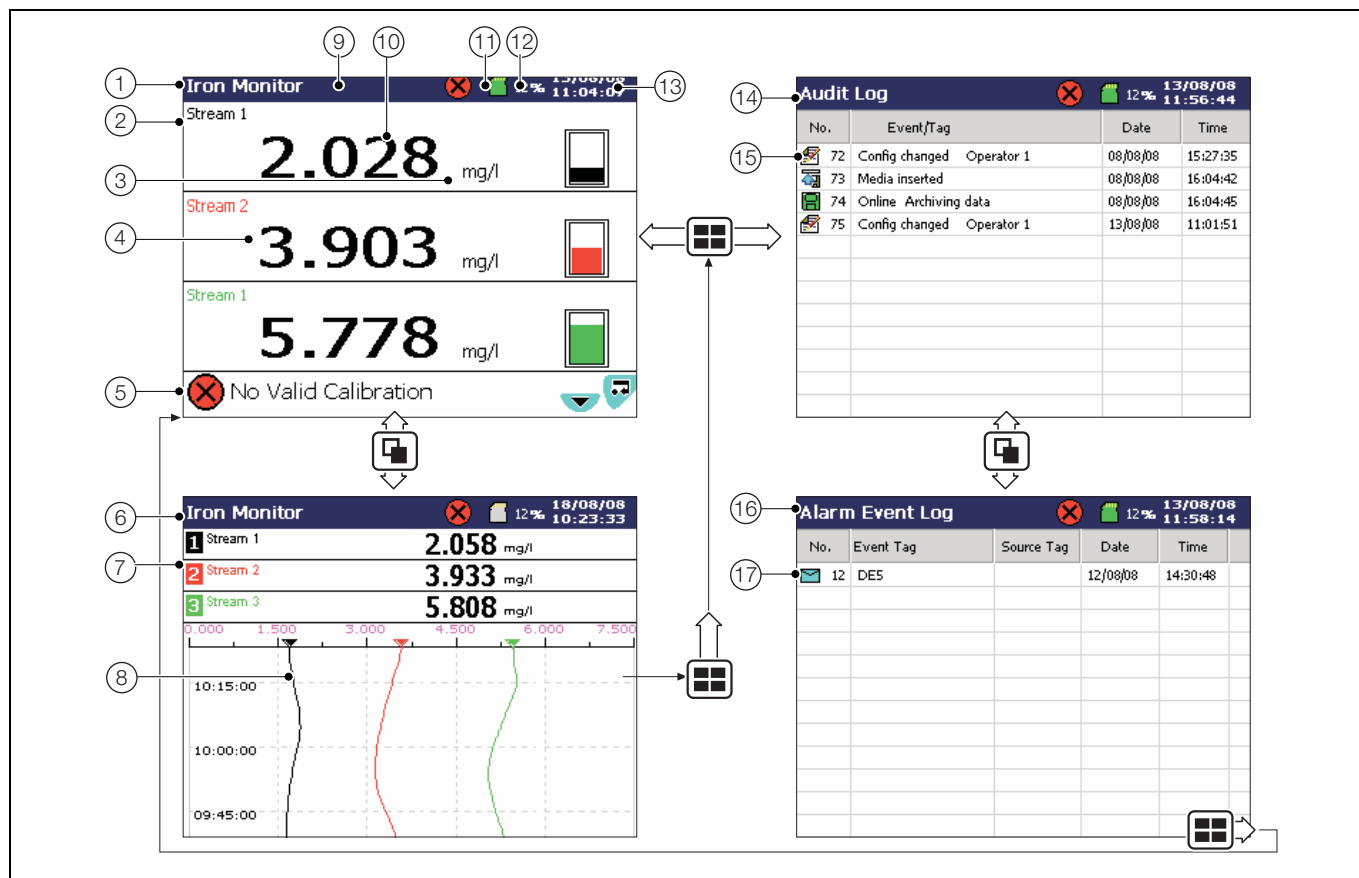 9 10 11 12
1 Iron Monitor 12% 13/08/08 11:04:07 13
2 Stream 1
2.028 mg/l
3
Stream 2
4 3.903 mg/l
Stream 1
5.778 mg/l
5 No Valid Calibration
14 Audit Log 12% 13/08/08 11:56:44
No. Event/Tag Date Time
15 72 Config changed Operator 1 08/08/08 15:27:35
73 Media inserted 08/08/08 16:04:42
74 Online Archiving data 08/08/08 16:04:45
75 Config changed Operator 1 13/08/08 11:01:51
6 Iron Monitor 12% 18/08/08 10:23:33
1 Stream 1 2.058 mg/l
7 2 Stream 2 3.933 mg/l
3 Stream 3 5.808 mg/l
0.000 1.500 3.000 4.500 6.000 7.500
8
10:15:00
10:00:00
09:45:00
16 Alarm Event Log 12% 13/08/08 11:58:14
No. Event Tag Source Tag Date Time
17 12 DE5 12/08/08 14:30:48